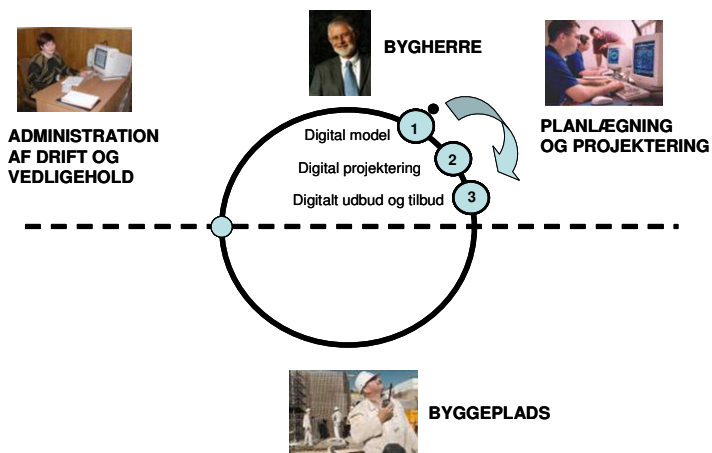 BYGHERRE
ADMINISTRATION
AF DRIFT OG
VEDLIGEHOLD
PLANLÆGNING
OG PROJEKTERING
Digital model
1
Digital projektering
2
Digitalt udbud og tilbud
3
BYGGEPLADS